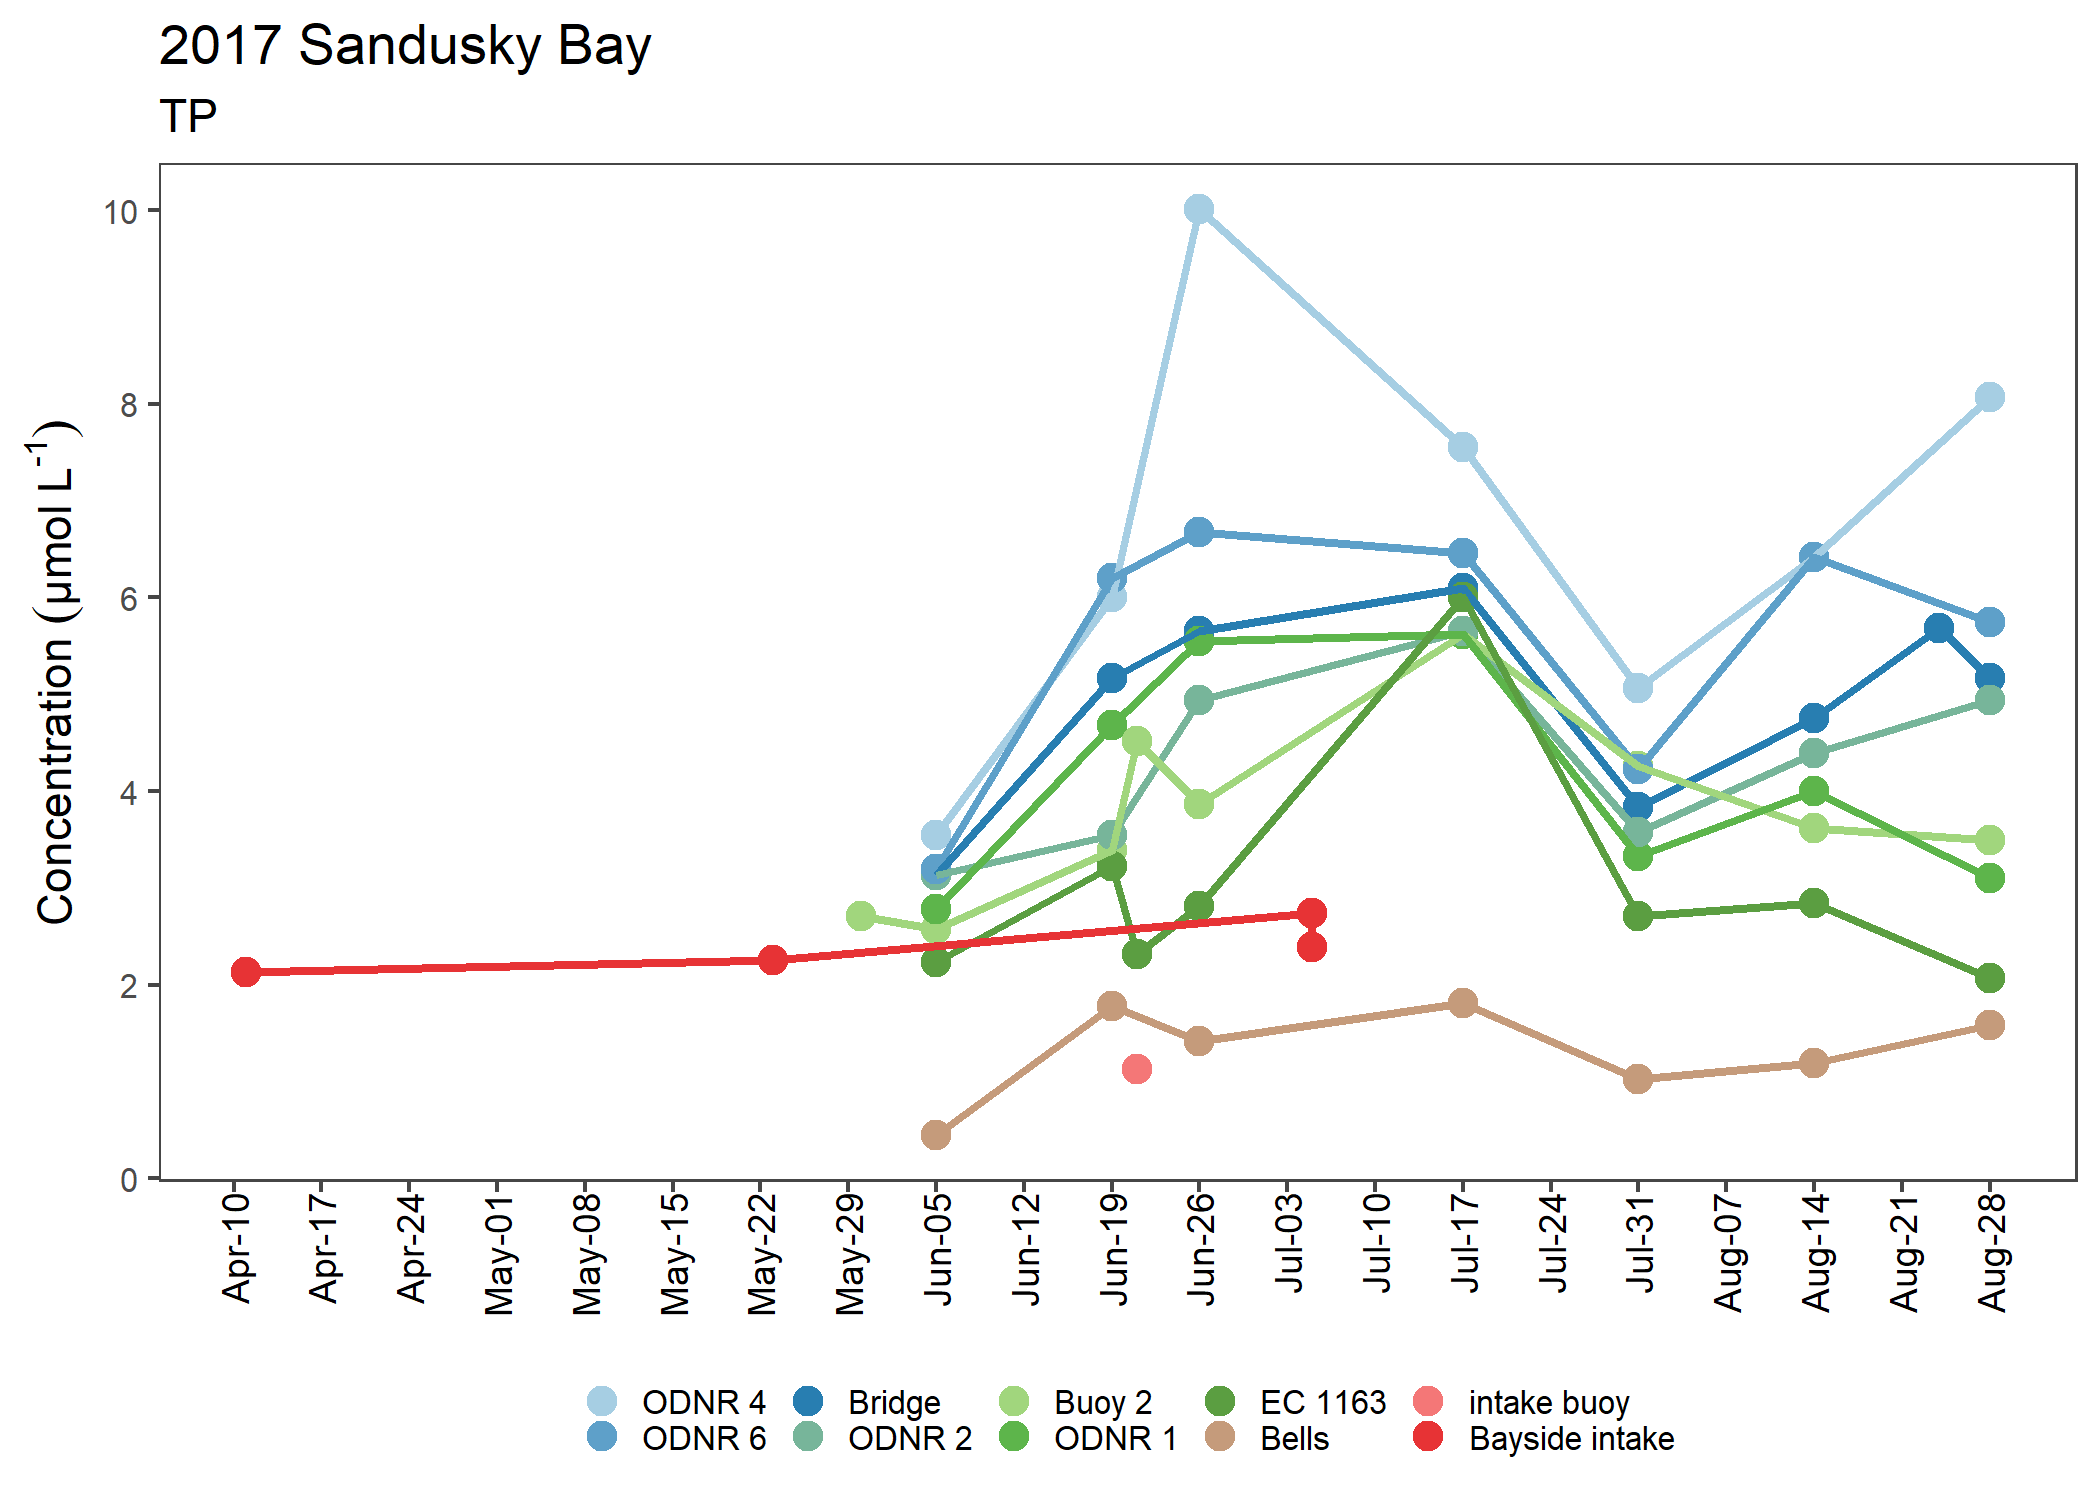 2017 Sandusky Bay
TP
Concentration (µmol L⁻¹)
10
8
6
4
2
0
Apr-10
Apr-17
Apr-24
May-01
May-08
May-15
May-22
May-29
Jun-05
Jun-12
Jun-19
Jun-26
Jul-03
Jul-10
Jul-17
Jul-24
Jul-31
Aug-07
Aug-14
Aug-21
Aug-28
ODNR 4 Bridge Buoy 2 EC 1163 intake buoy
ODNR 6 ODNR 2 ODNR 1 Bells Bayside intake